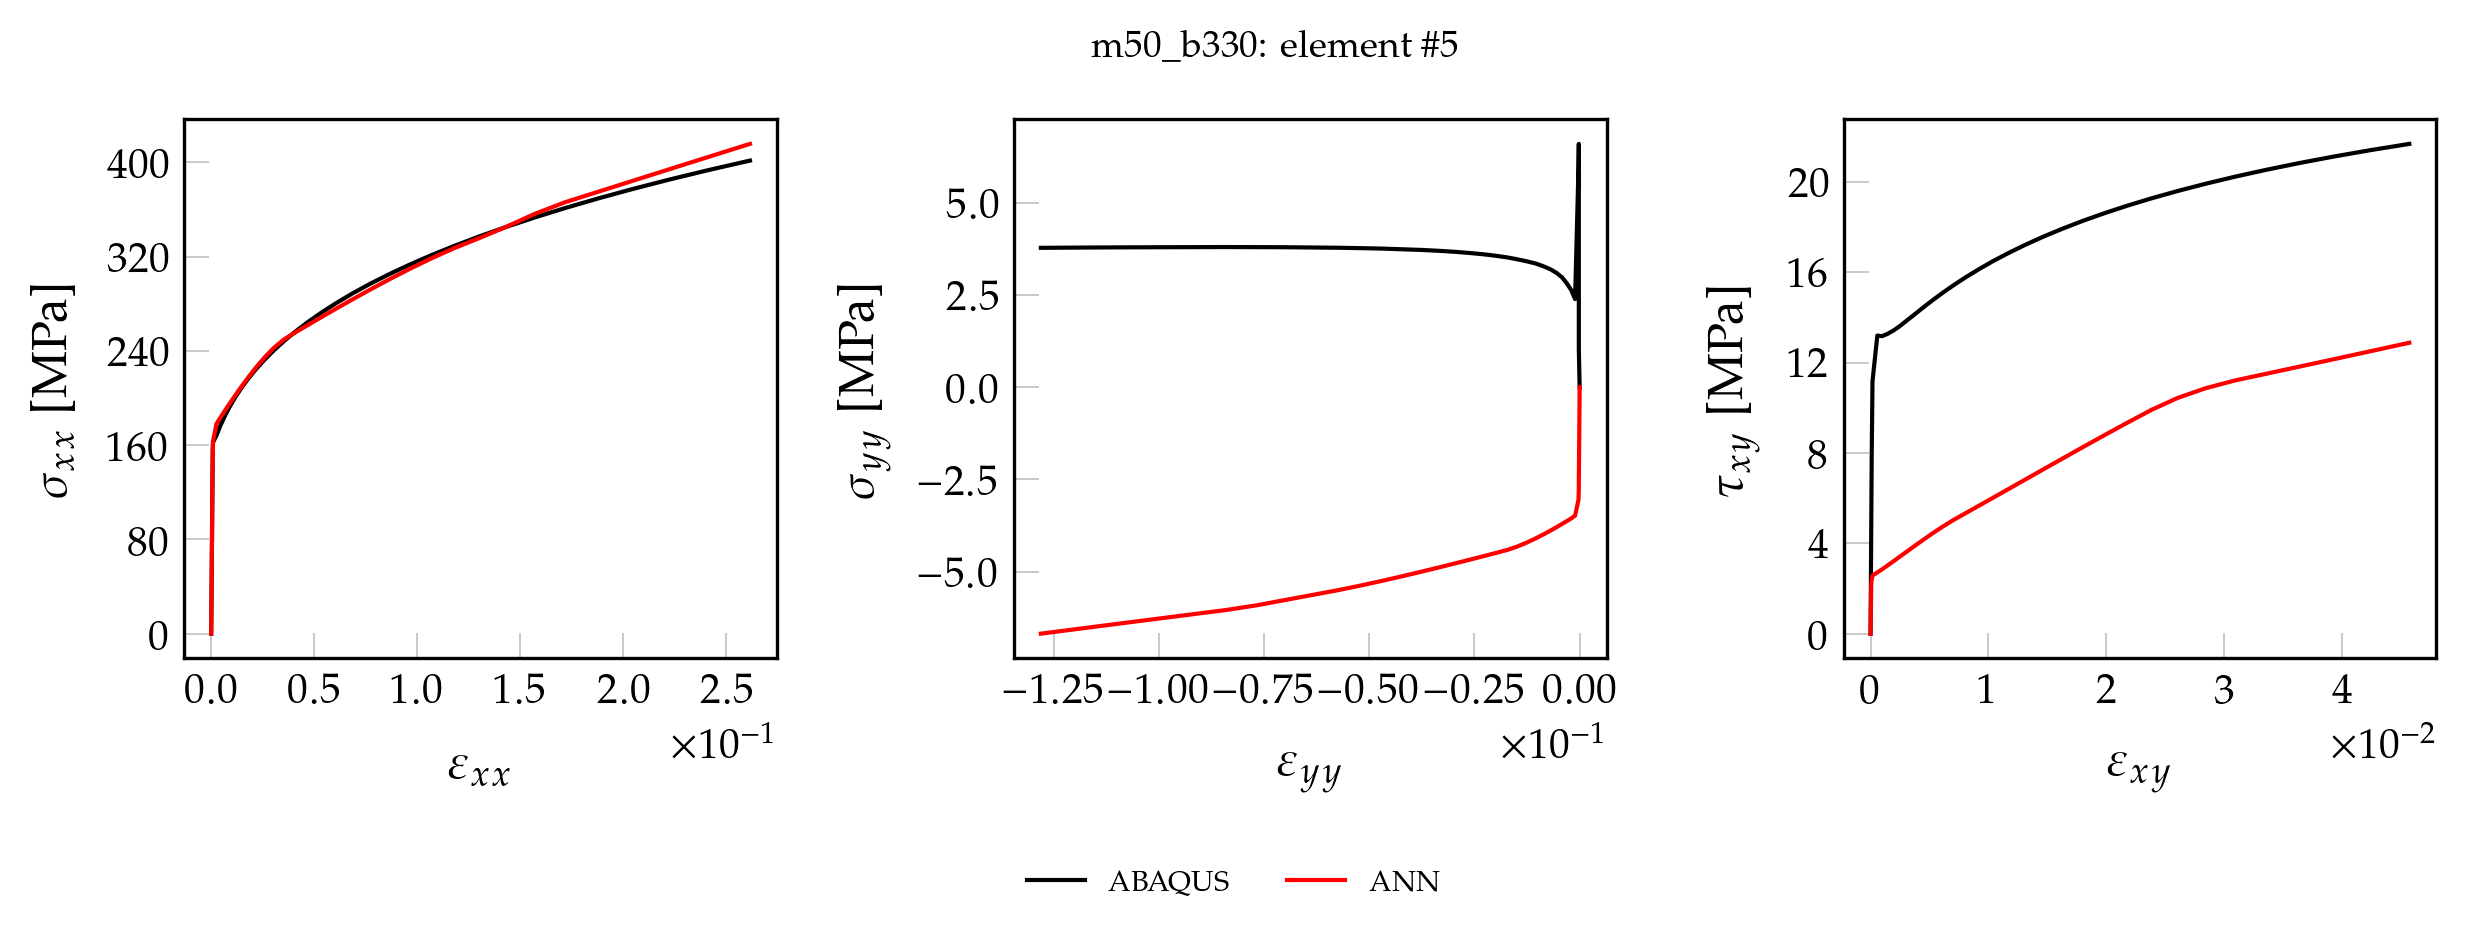 m50_b330: element #5
σxx [MPa]
400
320
240
160
80
0
0.0 0.5 1.0 1.5 2.0 2.5
×10−1
εxx
σyy [MPa]
5.0
2.5
0.0
−2.5
−5.0
−1.25 −1.00 −0.75 −0.50 −0.25 0.00
×10−1
εyy
τxy [MPa]
20
16
12
8
4
0
0 1 2 3 4
×10−2
εxy
ABAQUS ANN